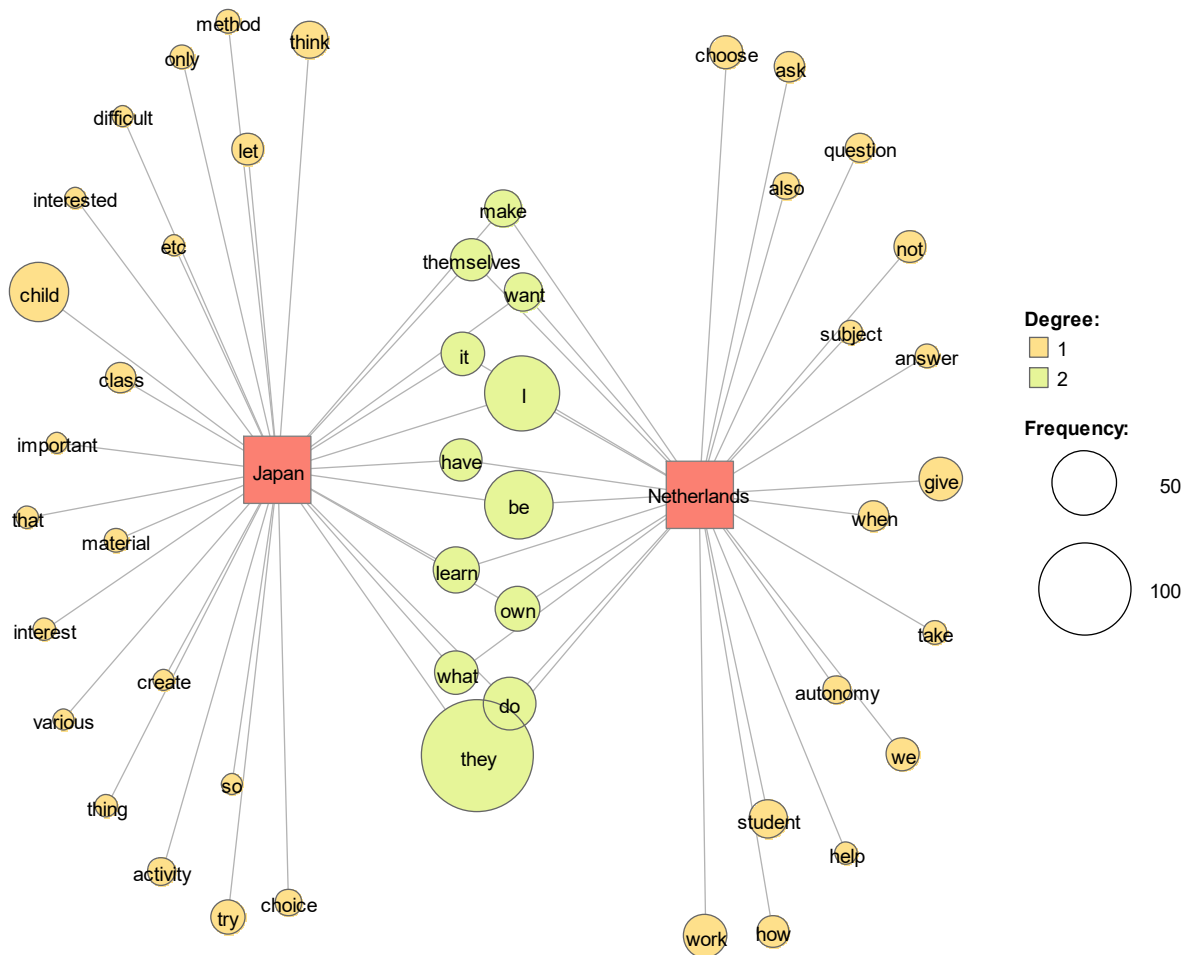 method
think
only
choose
ask
difficult
let
question
also
interested
make
etc
themselves
not
child
want
Degree:
subject
1
it
answer
2
class
I
Frequency:
important
have
Japan
give
50
Netherlands
be
that
when
material
learn
100
own
interest
take
what
create
autonomy
do
various
we
they
so
thing
student
help
activity
choice
try
how
work